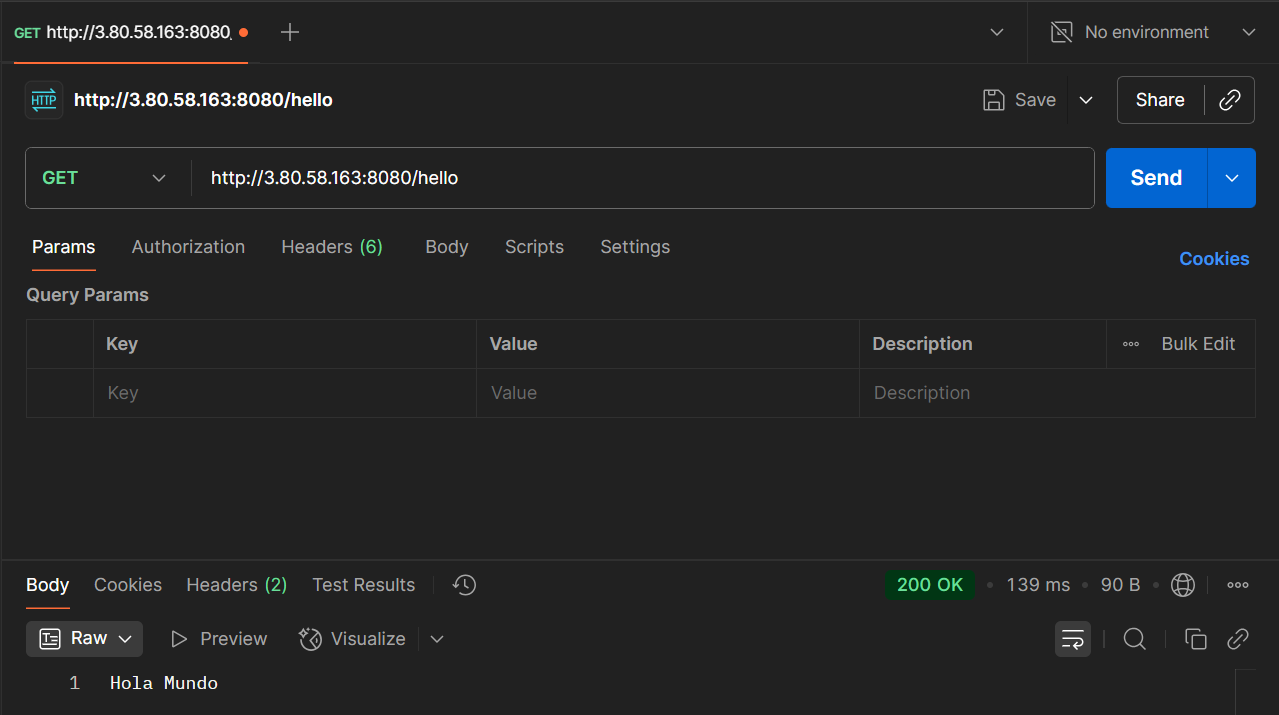 GET http://3.80.58.163:8080/
No environment
HTTP http://3.80.58.163:8080/hello
Save
Share
GET http://3.80.58.163:8080/hello
Send
Params Authorization Headers (6) Body Scripts Settings
Cookies
Query Params
Key Value Description Bulk Edit
Key Value Description
Body Cookies Headers (2) Test Results
200 OK • 139 ms • 90 B •
Raw Preview Visualize
1 Hola Mundo